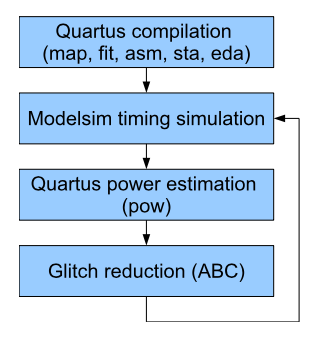 Quartus compilation
(map, fit, asm, sta, eda)
Modelsim timing simulation
Quartus power estimation
(pow)
Glitch reduction (ABC)